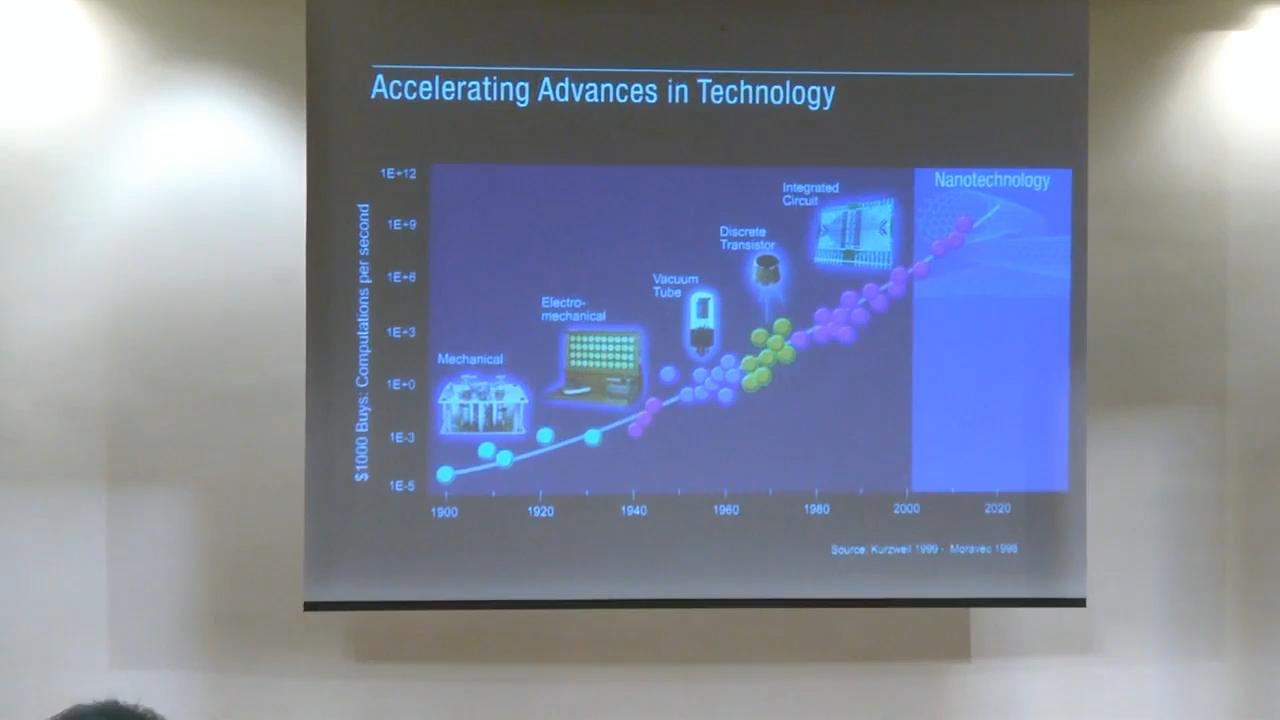 Accelerating Advances in Technology
$1000 Buys: Computations per second
1E+12
1E+9
1E+6
1E+3
1E+0
1E-3
1E-5
Mechanical
Electro-
mechanical
Vacuum
Tube
Discrete
Transistor
Integrated
Circuit
Nanotechnology
1900
1920
1940
1960
1980
2000
2020
Source: Kurzweil 1999 - Moravec 1998